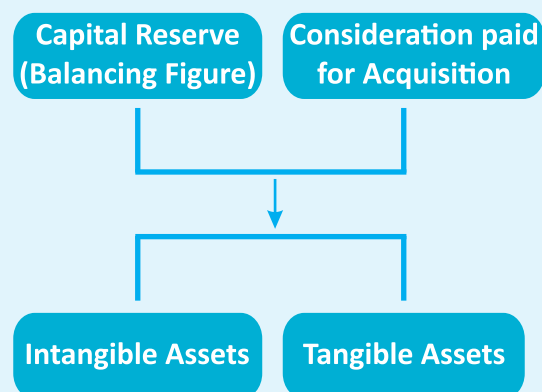 Capital Reserve
(Balancing Figure)
Consideration paid
for Acquisition
Intangible Assets
Tangible Assets